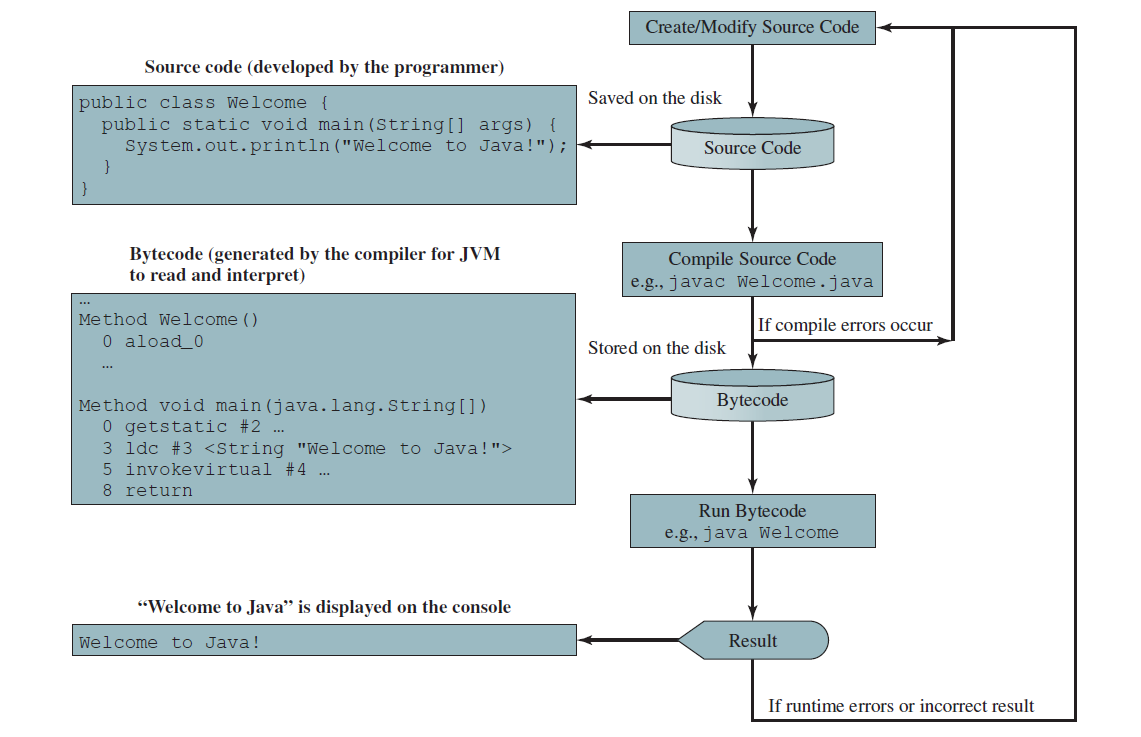 Create/Modify Source Code
Source code (developed by the programmer)
public class Welcome {
  public static void main(String[] args) {
    System.out.println("Welcome to Java!");
  }
}
Saved on the disk
Source Code
Bytecode (generated by the compiler for JVM
to read and interpret)
…
Method Welcome()
  0 aload_0
  …
Method void main(java.lang.String[])
  0 getstatic #2 …
  3 ldc #3 <String "Welcome to Java!">
  5 invokevirtual #4 …
  8 return
Compile Source Code
e.g., javac Welcome.java
If compile errors occur
Stored on the disk
Bytecode
Run Bytecode
e.g., java Welcome
“Welcome to Java” is displayed on the console
Welcome to Java!
Result
If runtime errors or incorrect result